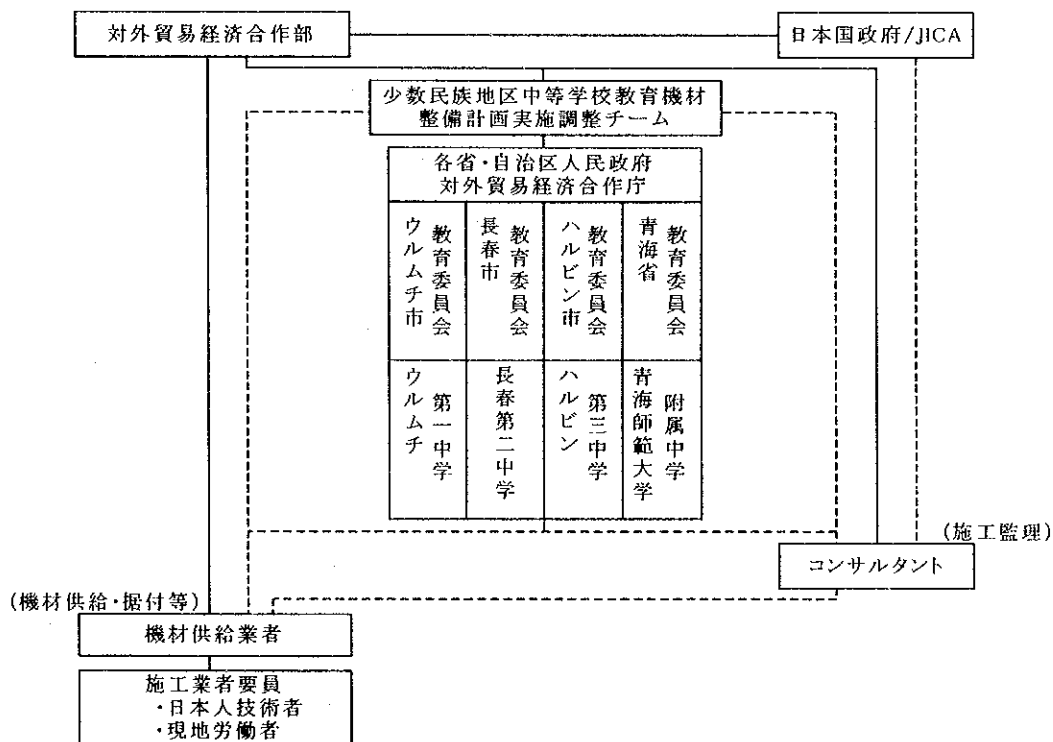 対外貿易経済合作部
日本国政府/JICA
少数民族地区中等学校教育機材
整備計画実施調整チーム
各省・自治区人民政府
対外貿易経済合作庁
ウルムチ市
教育委員会
長春市
教育委員会
ハルビン市
教育委員会
青海省
教育委員会
ウルムチ
第一中学
長春第二中学
ハルビン
第三中学
青海師範大学
附属中学
(施工監理)
コンサルタント
(機材供給・据付等)
機材供給業者
施工業者要員
・日本人技術者
・現地労働者